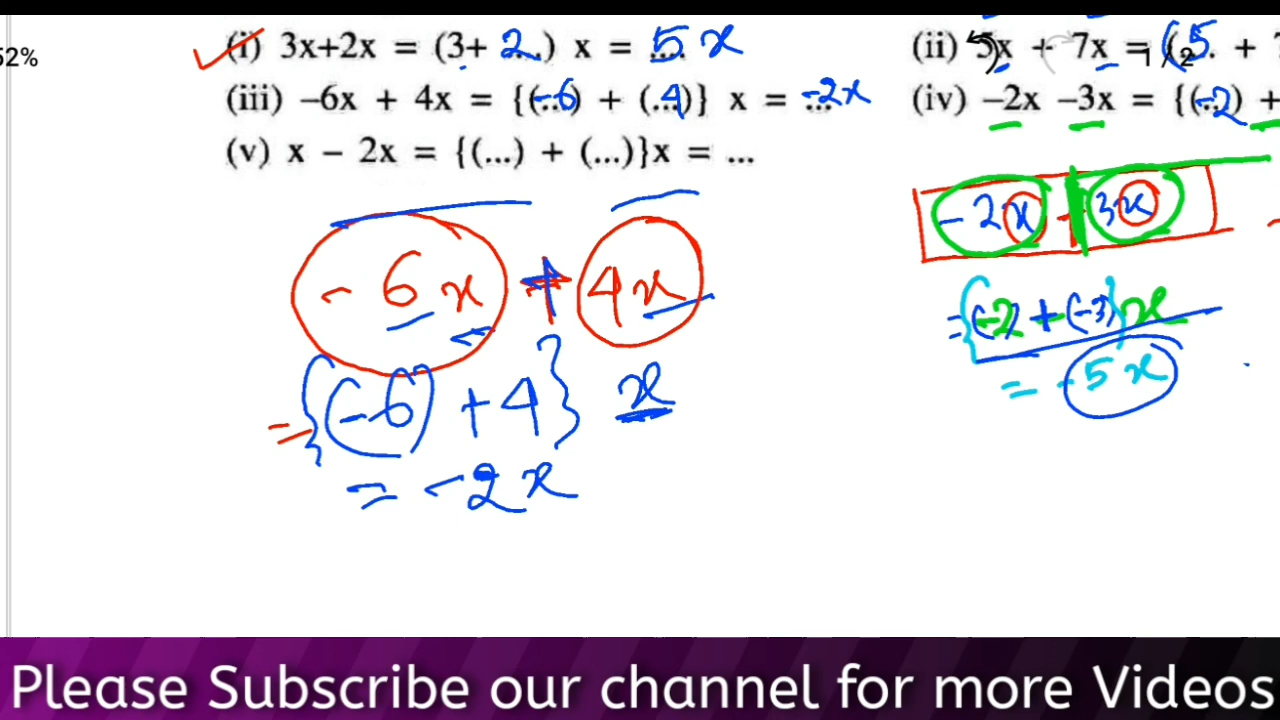 52%
(i) 3x+2x = (3+ 2) x = 5 x
(ii) 5x + 7x = (5 + ?
(iii) –6x + 4x = {(-6) + (4)} x = -2x
(iv) –2x –3x = {(-2) +
(v) x – 2x = {(...) + (...)}x = ...
- 2x - 3x
- 6x + 4x
= {(-2) + (-3)} x
= -5x
= {(-6) + 4} x
= -2x
Please Subscribe our channel for more Videos